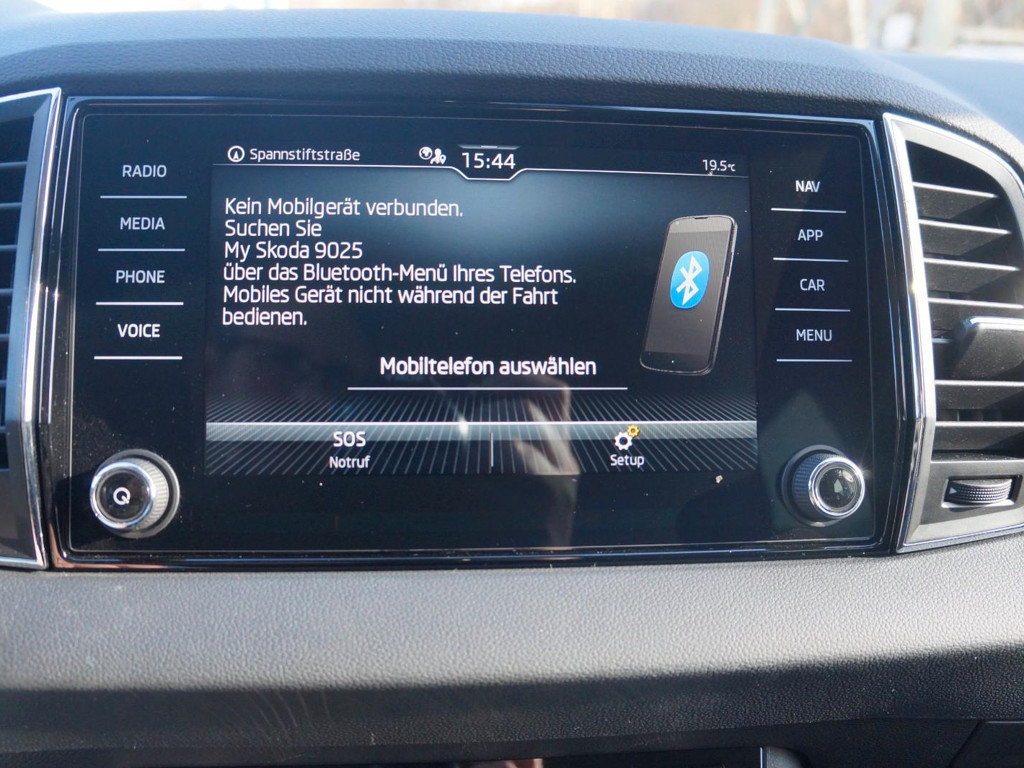 RADIO
MEDIA
PHONE
VOICE
Spannstiftstraße
15:44
19.5°C
Kein Mobilgerät verbunden.
Suchen Sie
My Skoda 9025
über das Bluetooth-Menü Ihres Telefons.
Mobiles Gerät nicht während der Fahrt
bedienen.
Mobiltelefon auswählen
SOS
Notruf
Setup
NAV
APP
CAR
MENU